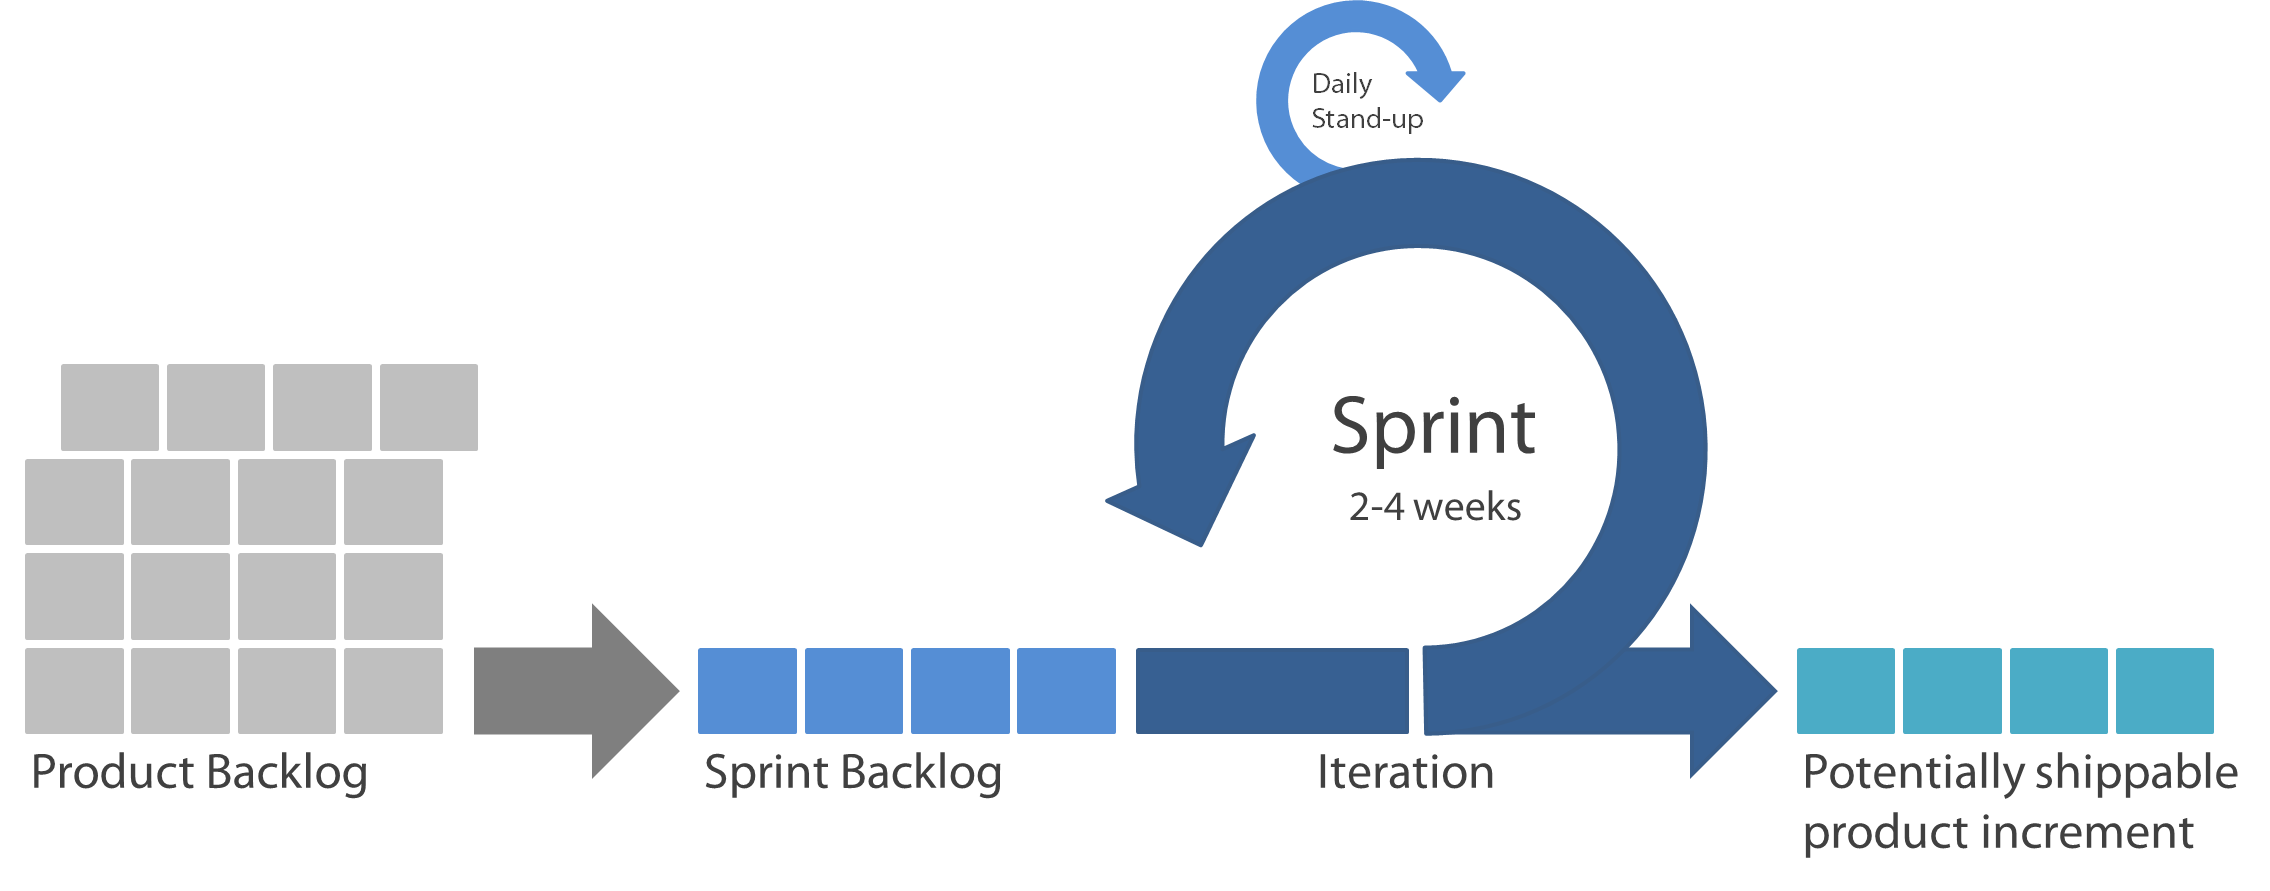 Daily
Stand-up
Sprint
2-4 weeks
Product Backlog
Sprint Backlog
Iteration
Potentially shippable
product increment